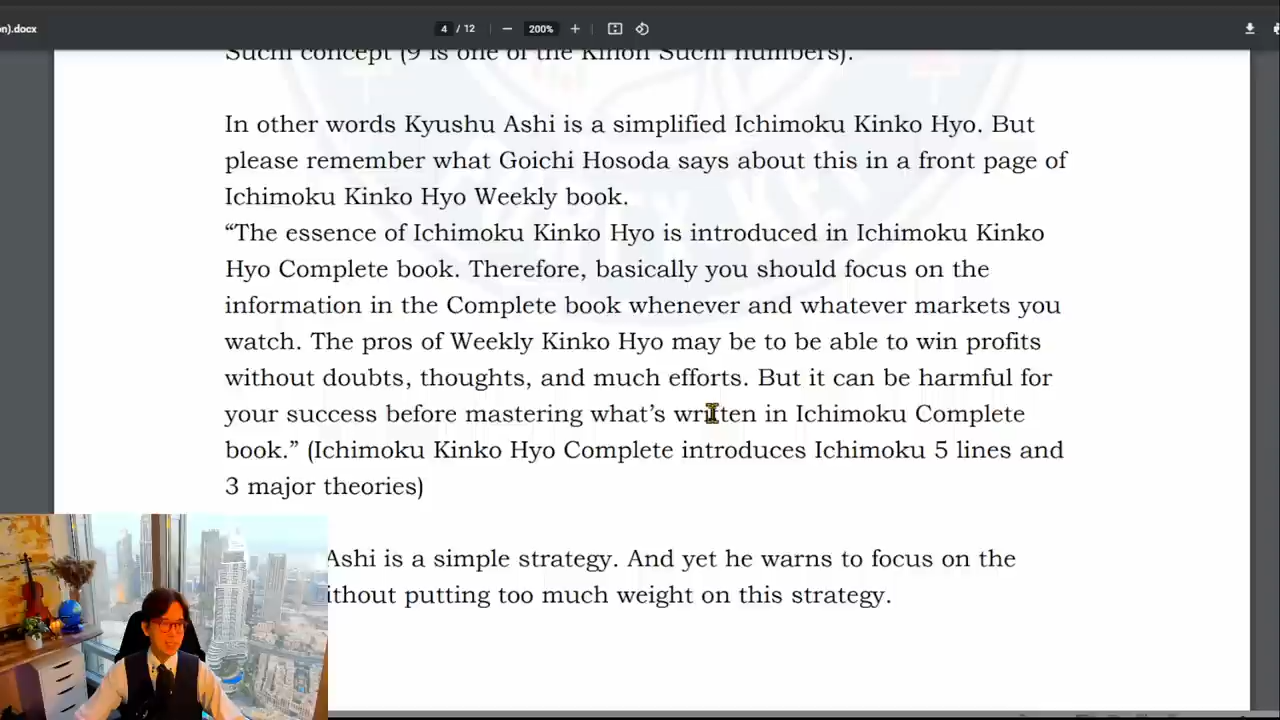 on).docx
4 / 12
200%
Suchi concept (9 is one of the Kihon Suchi numbers).
In other words Kyushu Ashi is a simplified Ichimoku Kinko Hyo. But
please remember what Goichi Hosoda says about this in a front page of
Ichimoku Kinko Hyo Weekly book.
“The essence of Ichimoku Kinko Hyo is introduced in Ichimoku Kinko
Hyo Complete book. Therefore, basically you should focus on the
information in the Complete book whenever and whatever markets you
watch. The pros of Weekly Kinko Hyo may be to be able to win profits
without doubts, thoughts, and much efforts. But it can be harmful for
your success before mastering what’s written in Ichimoku Complete
book.” (Ichimoku Kinko Hyo Complete introduces Ichimoku 5 lines and
3 major theories)
Ashi is a simple strategy. And yet he warns to focus on the
ithout putting too much weight on this strategy.